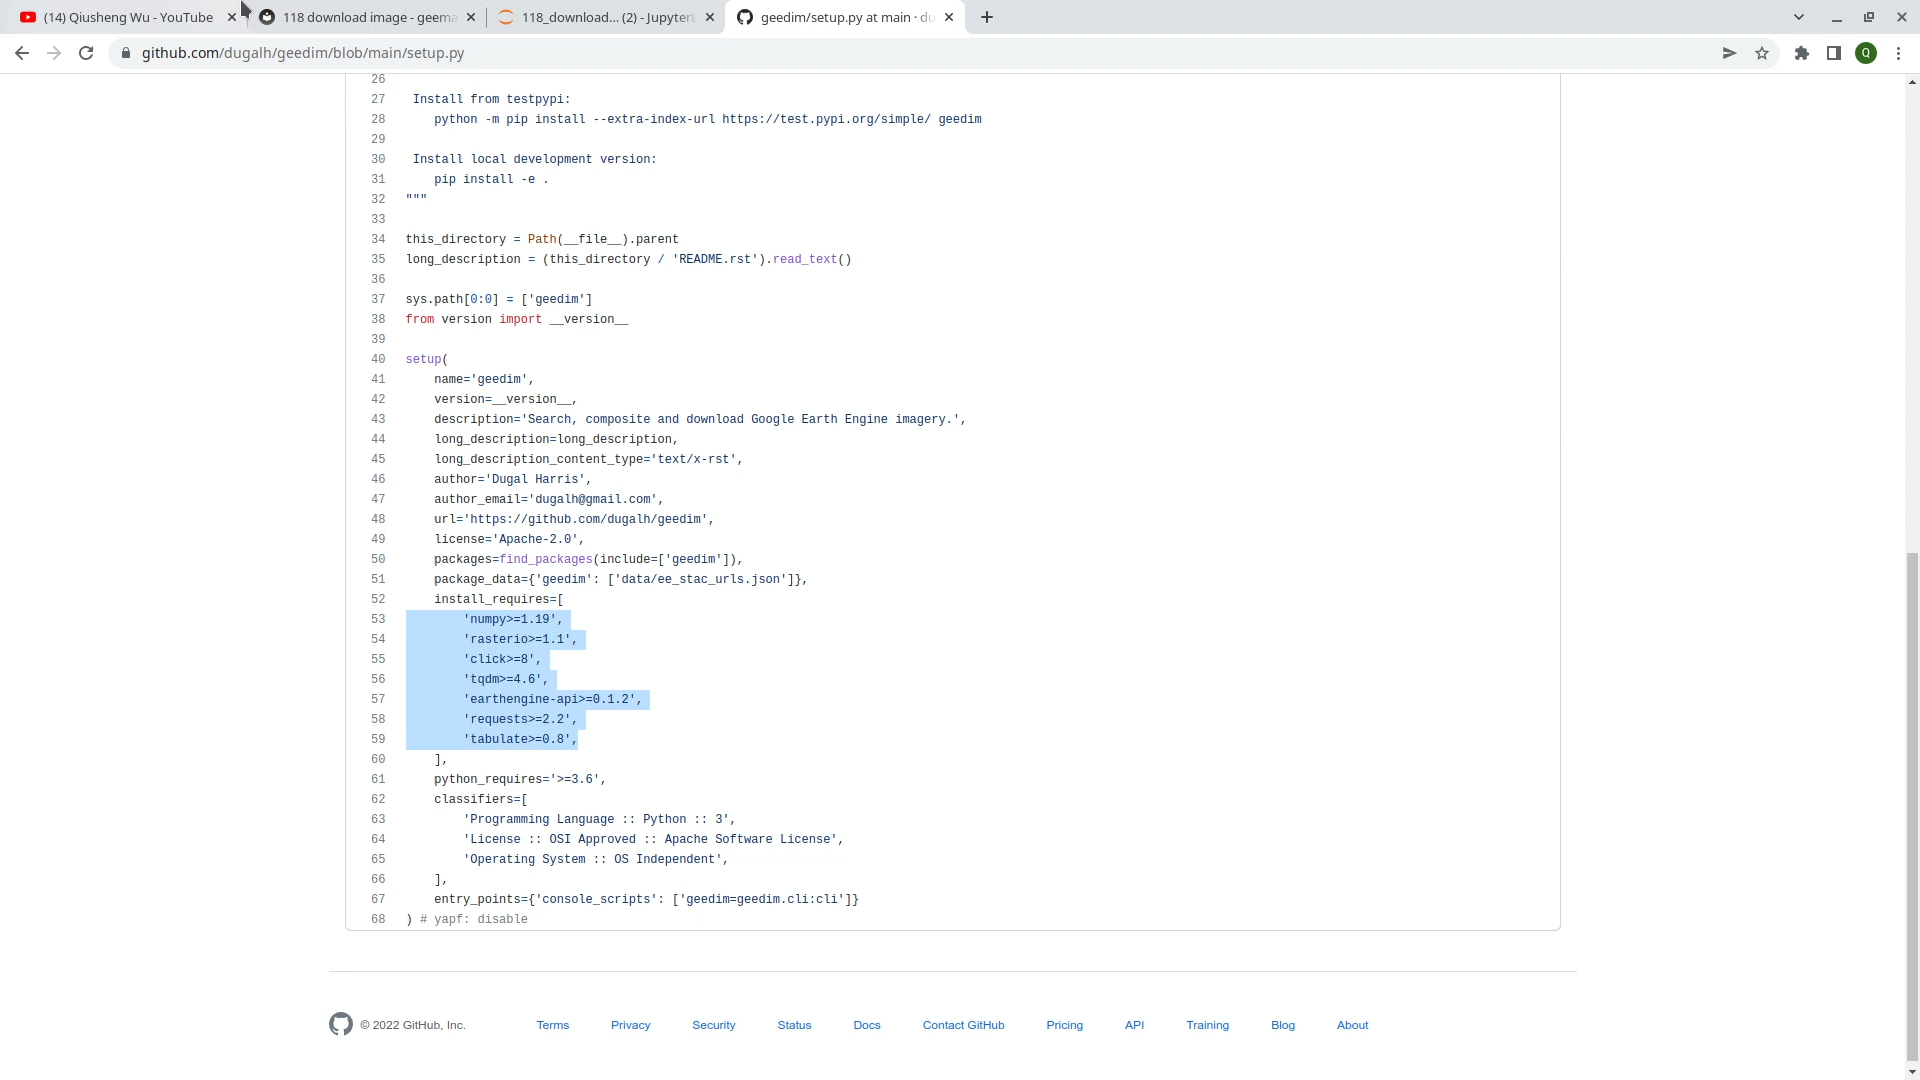 (14) Qiusheng Wu - YouTube
118 download image - geema
118_download... (2) - JupyterL
geedim/setup.py at main · du
github.com/dugalh/geedim/blob/main/setup.py
Q
26
27 Install from testpypi:
28 python -m pip install --extra-index-url https://test.pypi.org/simple/ geedim
29
30 Install local development version:
31 pip install -e .
32 """
33
34 this_directory = Path(__file__).parent
35 long_description = (this_directory / 'README.rst').read_text()
36
37 sys.path[0:0] = ['geedim']
38 from version import __version__
39
40 setup(
41 name='geedim',
42 version=__version__,
43 description='Search, composite and download Google Earth Engine imagery.',
44 long_description=long_description,
45 long_description_content_type='text/x-rst',
46 author='Dugal Harris',
47 author_email='dugalh@gmail.com',
48 url='https://github.com/dugalh/geedim',
49 license='Apache-2.0',
50 packages=find_packages(include=['geedim']),
51 package_data={'geedim': ['data/ee_stac_urls.json']},
52 install_requires=[
53 'numpy>=1.19',
54 'rasterio>=1.1',
55 'click>=8',
56 'tqdm>=4.6',
57 'earthengine-api>=0.1.2',
58 'requests>=2.2',
59 'tabulate>=0.8',
60 ],
61 python_requires='>=3.6',
62 classifiers=[
63 'Programming Language :: Python :: 3',
64 'License :: OSI Approved :: Apache Software License',
65 'Operating System :: OS Independent',
66 ],
67 entry_points={'console_scripts': ['geedim=geedim.cli:cli']}
68 ) # yapf: disable
© 2022 GitHub, Inc. Terms Privacy Security Status Docs Contact GitHub Pricing API Training Blog About